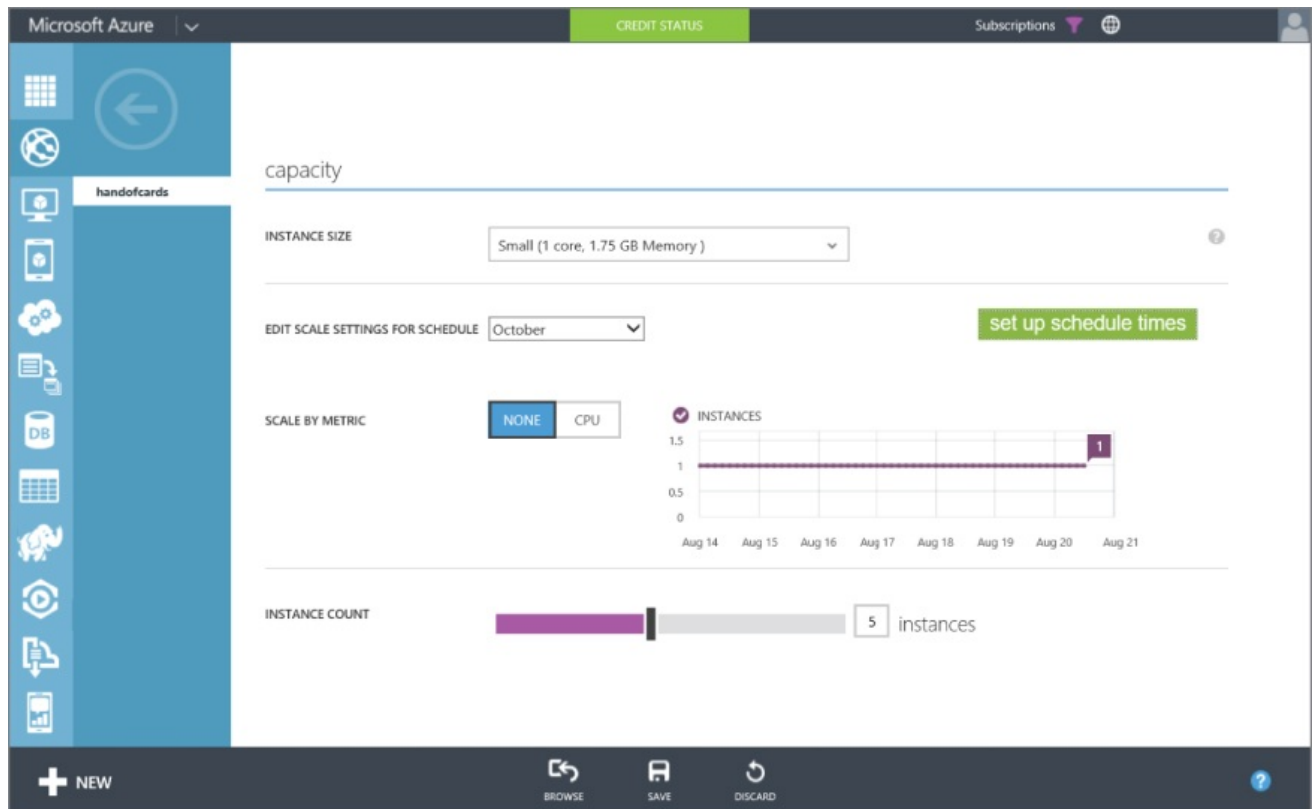 Microsoft Azure
CREDIT STATUS
Subscriptions
handofcards
capacity
INSTANCE SIZE
Small (1 core, 1.75 GB Memory )
?
EDIT SCALE SETTINGS FOR SCHEDULE
October
set up schedule times
SCALE BY METRIC
NONE
CPU
INSTANCES
1.5
1
0.5
0
1
Aug 14 Aug 15 Aug 16 Aug 17 Aug 18 Aug 19 Aug 20 Aug 21
DB
INSTANCE COUNT
5 instances
NEW
BROWSE
SAVE
DISCARD
?